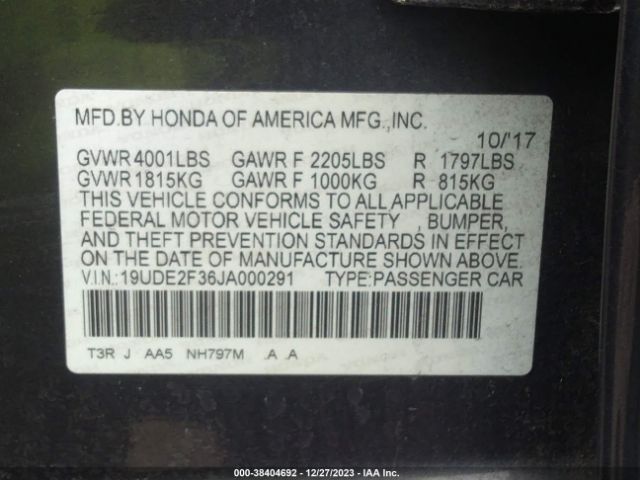 MFD.BY HONDA OF AMERICA MFG.,INC.
10/'17
GVWR 4001LBS GAWR F 2205LBS R 1797LBS
GVWR 1815KG GAWR F 1000KG R 815KG
THIS VEHICLE CONFORMS TO ALL APPLICABLE
FEDERAL MOTOR VEHICLE SAFETY , BUMPER,
AND THEFT PREVENTION STANDARDS IN EFFECT
ON THE DATE OF MANUFACTURE SHOWN ABOVE.
V.I.N.:19UDE2F36JA000291 TYPE:PASSENGER CAR
T3R J AA5 NH797M .A .A
000-38404692 - 12/27/2023 - IAA Inc.